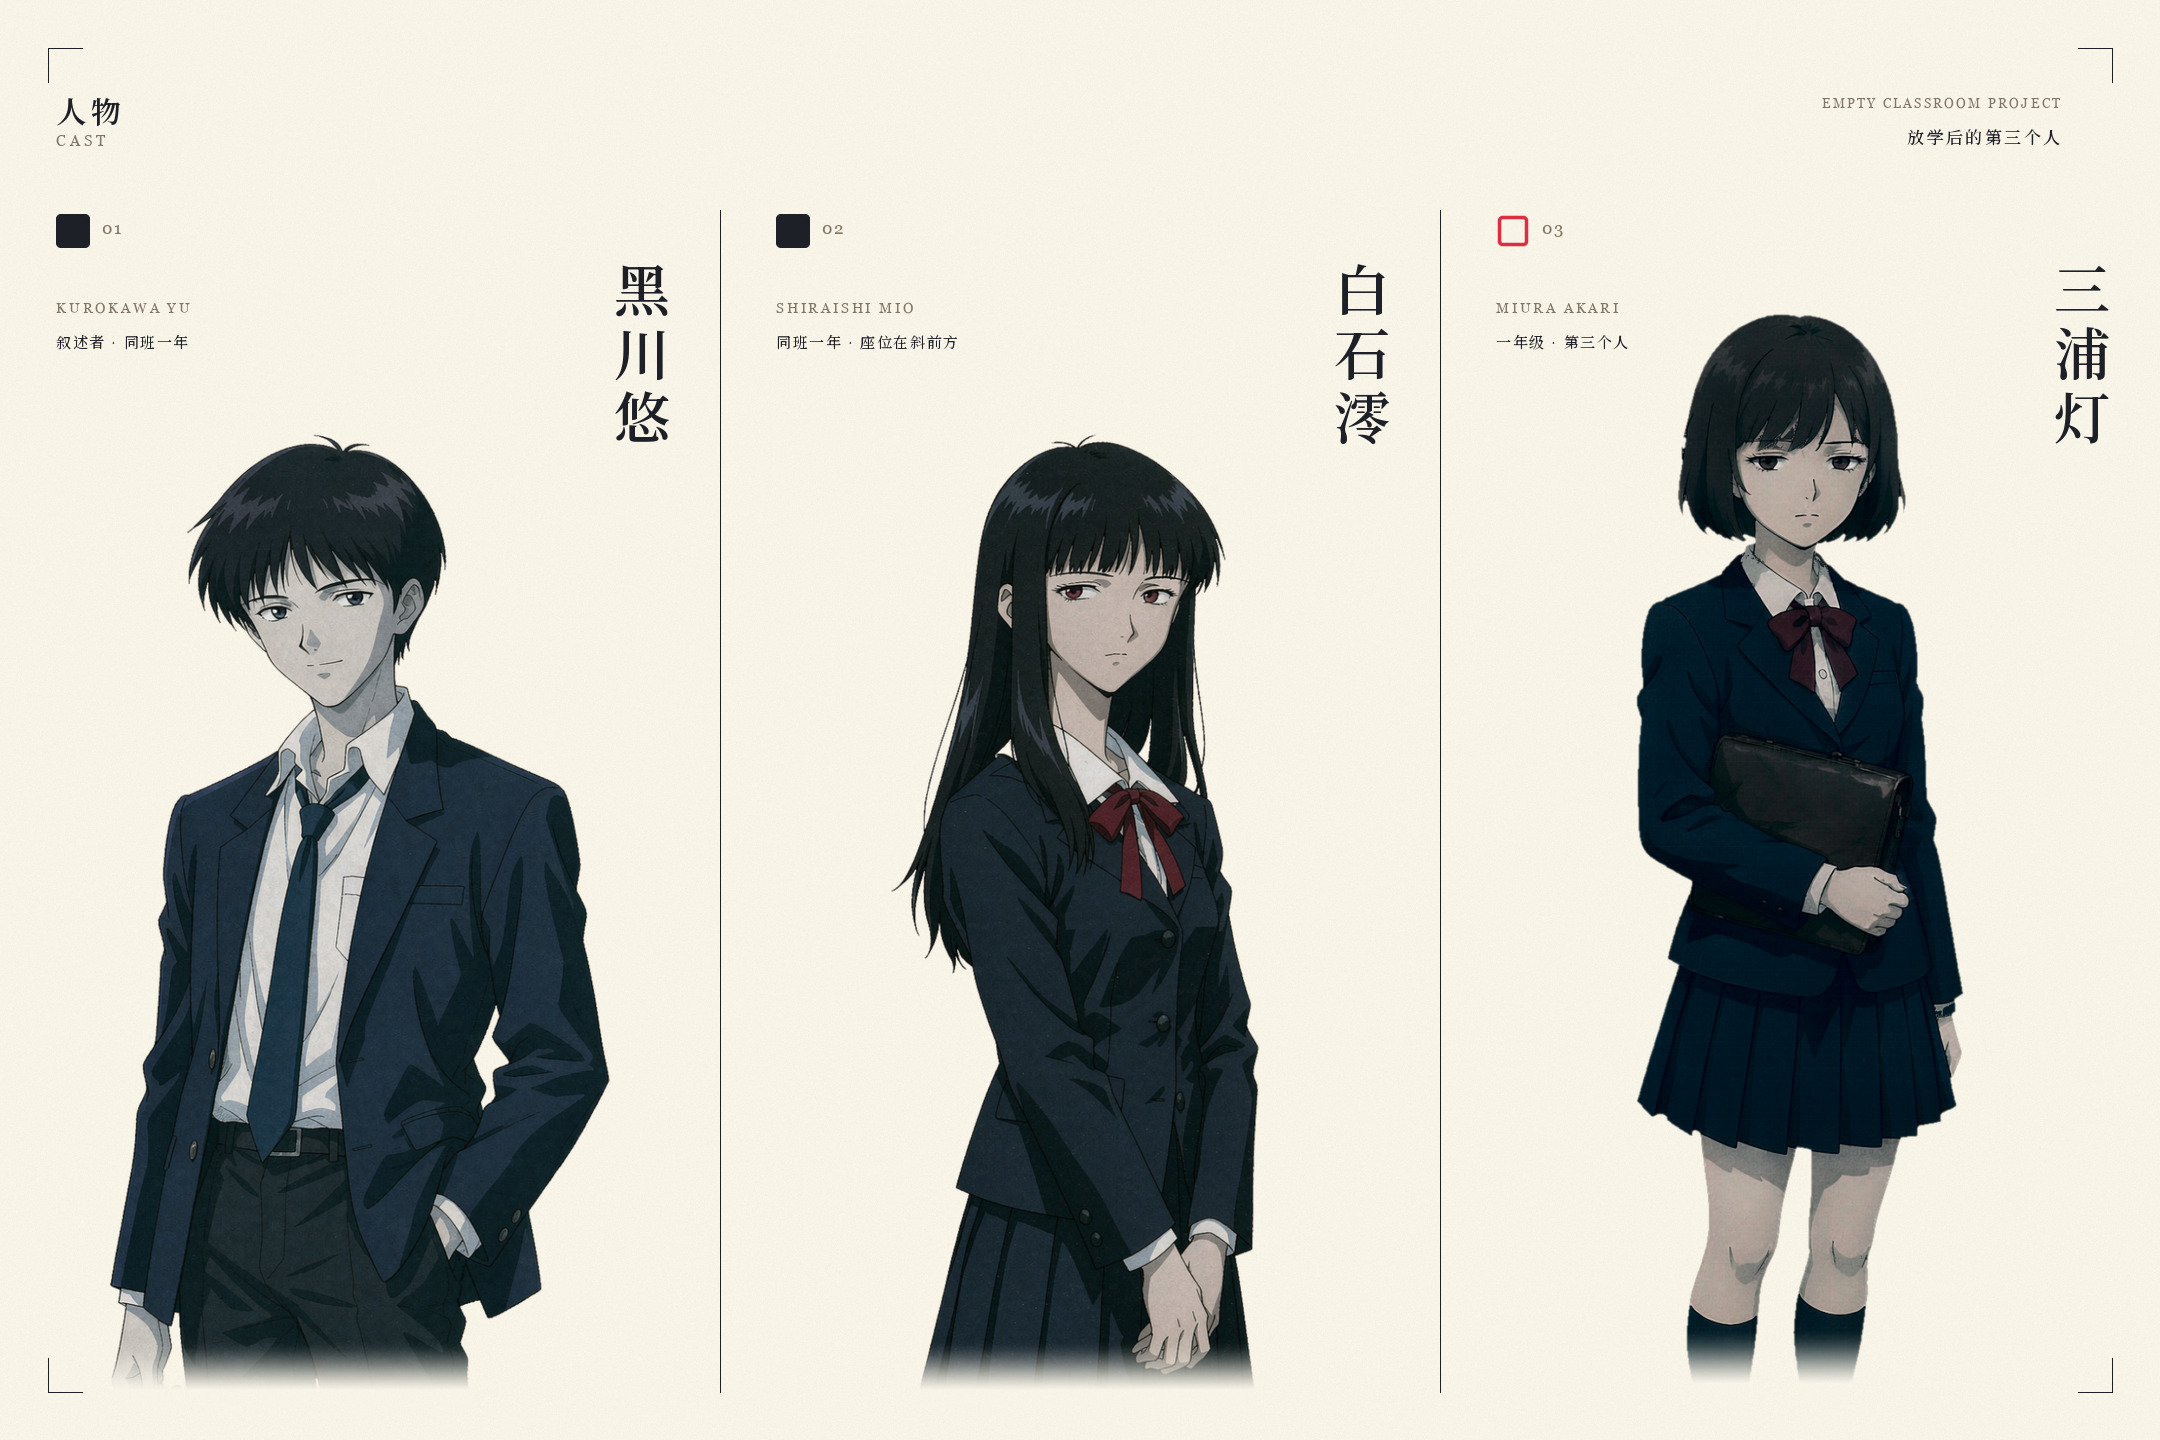 人物
CAST
EMPTY CLASSROOM PROJECT
放学后的第三个人
01
KUROKAWA YU
叙述者 · 同班一年
黑川悠
02
SHIRAISHI MIO
同班一年 · 座位在斜前方
白石澪
03
MIURA AKARI
一年级 · 第三个人
三浦灯